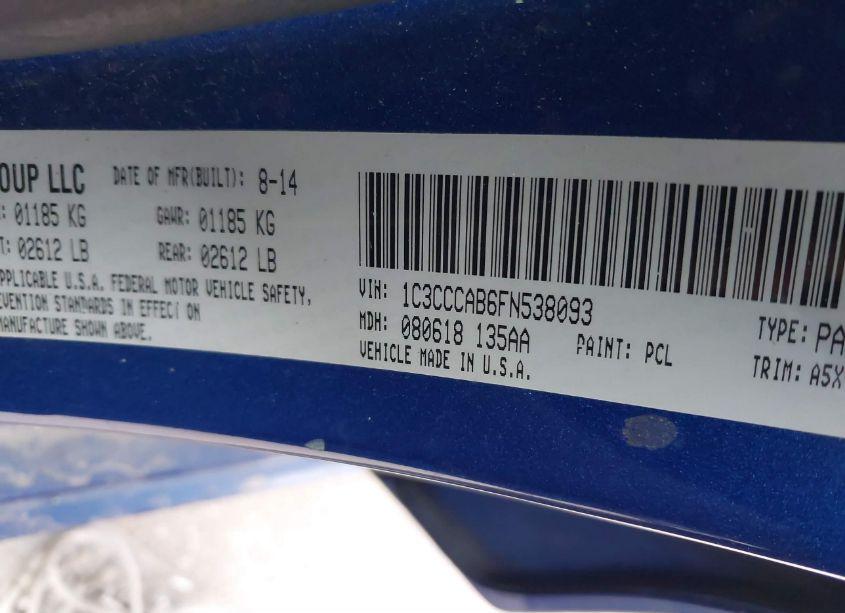 OUP LLC DATE OF MFR(BUILT): 8-14
: 01185 KG GAWR: 01185 KG
T: 02612 LB REAR: 02612 LB
APPLICABLE U.S.A. FEDERAL MOTOR VEHICLE SAFETY,
EVENTION STANDARDS IN EFFECT ON
MANUFACTURE SHOWN ABOVE.
VIN: 1C3CCCAB6FN538093 TYPE: PA
MDH: 080618 135AA PAINT: PCL TRIM: A5X
VEHICLE MADE IN U.S.A.